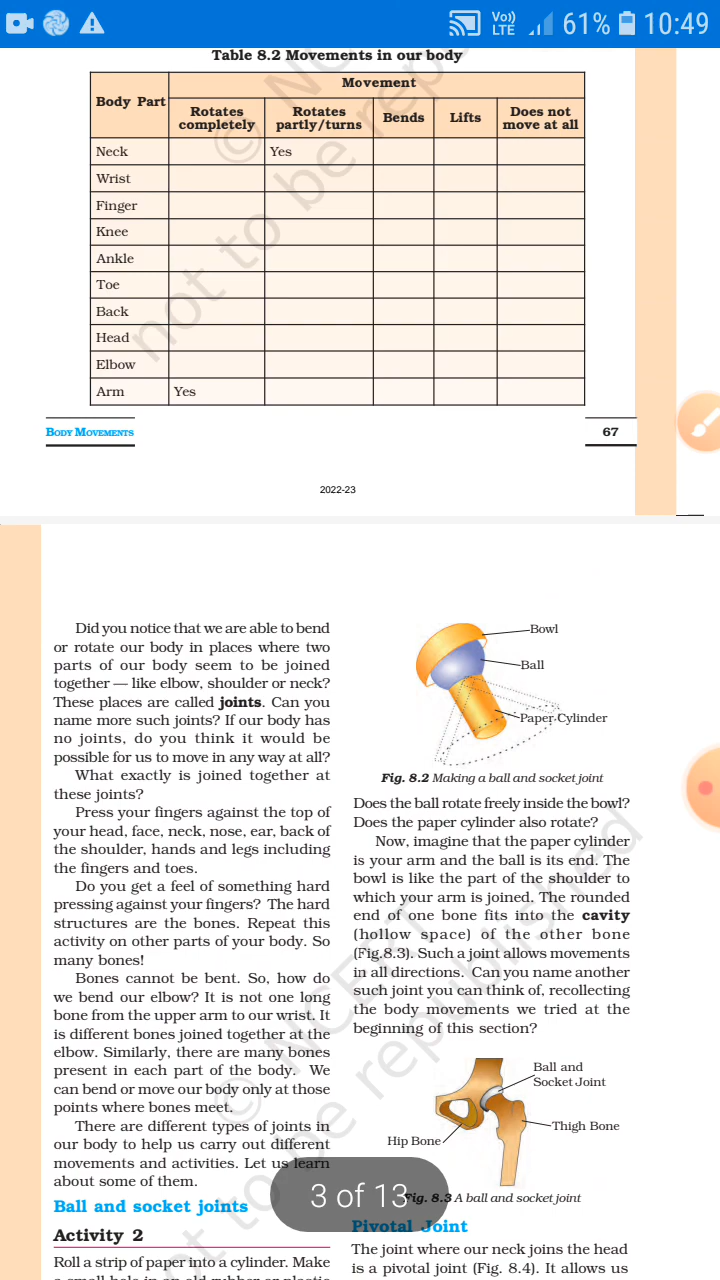 Vo)) LTE 61% 10:49
Table 8.2 Movements in our body
Body Part Movement
Rotates completely Rotates partly/turns Bends Lifts Does not move at all
Neck Yes
Wrist
Finger
Knee
Ankle
Toe
Back
Head
Elbow
Arm Yes
BODY MOVEMENTS 67
2022-23
Did you notice that we are able to bend
or rotate our body in places where two
parts of our body seem to be joined
together — like elbow, shoulder or neck?
These places are called joints. Can you
name more such joints? If our body has
no joints, do you think it would be
possible for us to move in any way at all?
What exactly is joined together at
these joints?
Press your fingers against the top of
your head, face, neck, nose, ear, back of
the shoulder, hands and legs including
the fingers and toes.
Do you get a feel of something hard
pressing against your fingers? The hard
structures are the bones. Repeat this
activity on other parts of your body. So
many bones!
Bones cannot be bent. So, how do
we bend our elbow? It is not one long
bone from the upper arm to our wrist. It
is different bones joined together at the
elbow. Similarly, there are many bones
present in each part of the body. We
can bend or move our body only at those
points where bones meet.
There are different types of joints in
our body to help us carry out different
movements and activities. Let us learn
about some of them.
Ball and socket joints
Activity 2
Roll a strip of paper into a cylinder. Make
Bowl
Ball
Paper Cylinder
Fig. 8.2 Making a ball and socket joint
Does the ball rotate freely inside the bowl?
Does the paper cylinder also rotate?
Now, imagine that the paper cylinder
is your arm and the ball is its end. The
bowl is like the part of the shoulder to
which your arm is joined. The rounded
end of one bone fits into the cavity
(hollow space) of the other bone
(Fig.8.3). Such a joint allows movements
in all directions. Can you name another
such joint you can think of, recollecting
the body movements we tried at the
beginning of this section?
Ball and
Socket Joint
Thigh Bone
Hip Bone
Fig. 8.3 A ball and socket joint
3 of 13
Pivotal Joint
The joint where our neck joins the head
is a pivotal joint (Fig. 8.4). It allows us
© NCERT
not to be republished